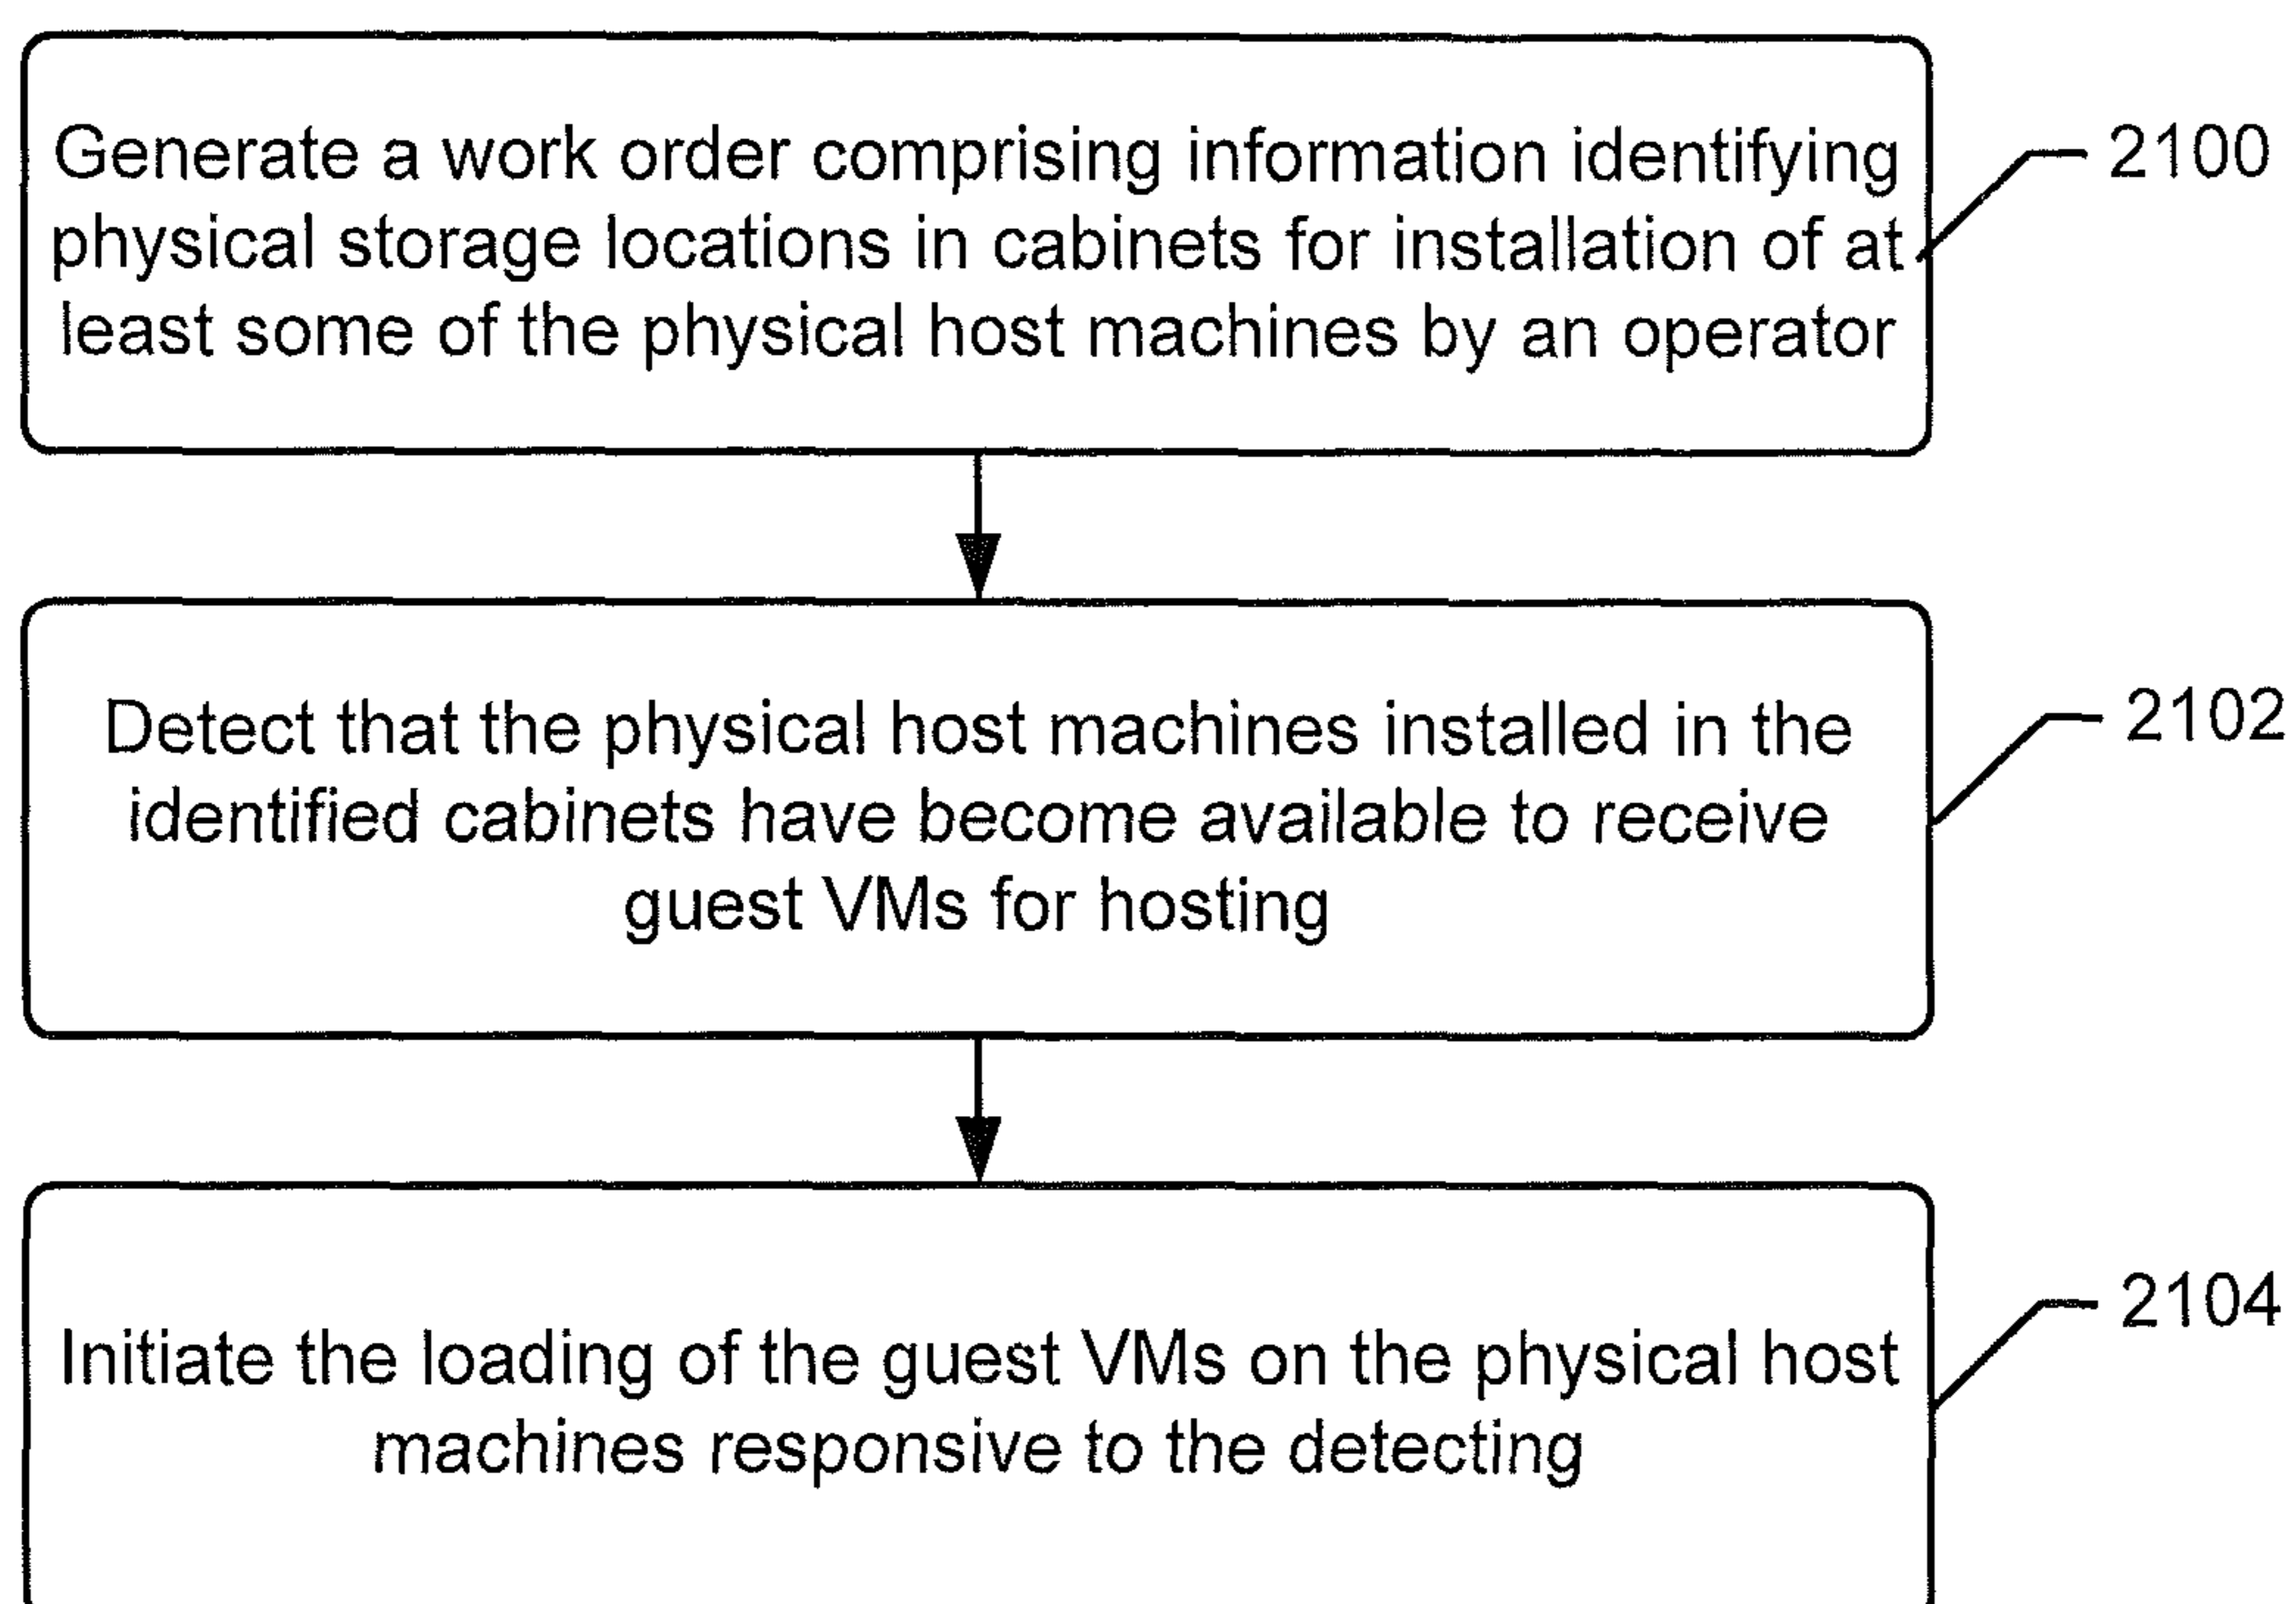 Generate a work order comprising information identifying
physical storage locations in cabinets for installation of at
least some of the physical host machines by an operator
2100
Detect that the physical host machines installed in the
identified cabinets have become available to receive
guest VMs for hosting
2102
Initiate the loading of the guest VMs on the physical host
machines responsive to the detecting
2104